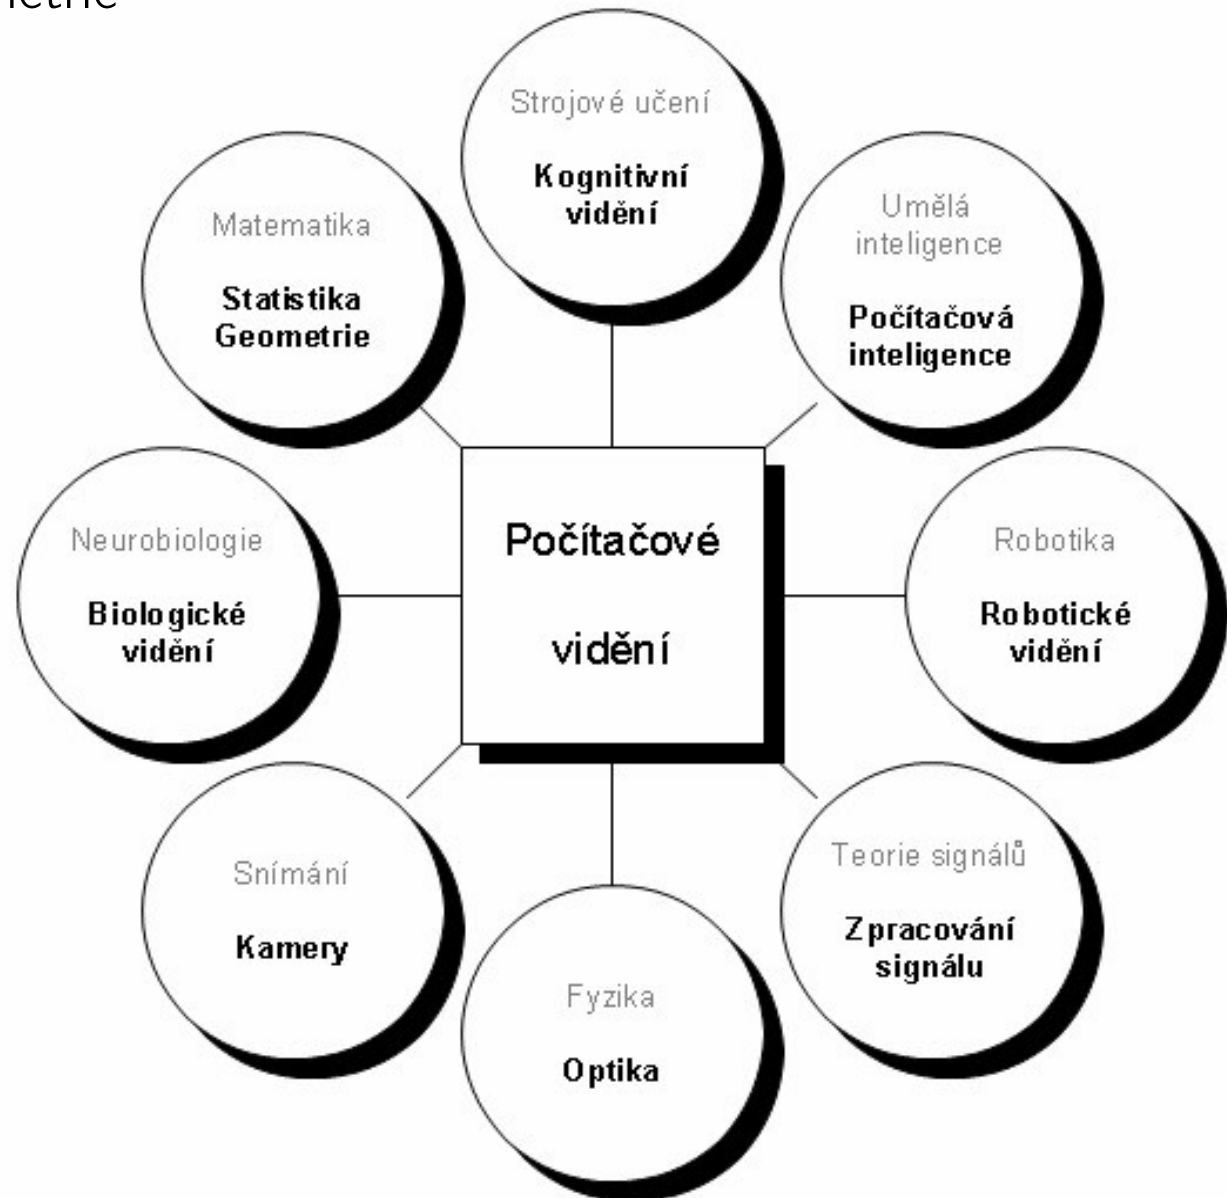 Strojové učení
Kognitivní
vidění
Matematika
Statistika
Geometrie
Umělá
inteligence
Počítačová
inteligence
Neurobiologie
Biologické
vidění
Počítačové
vidění
Robotika
Robotické
vidění
Snímání
Kamery
Teorie signálů
Zpracování
signálu
Fyzika
Optika